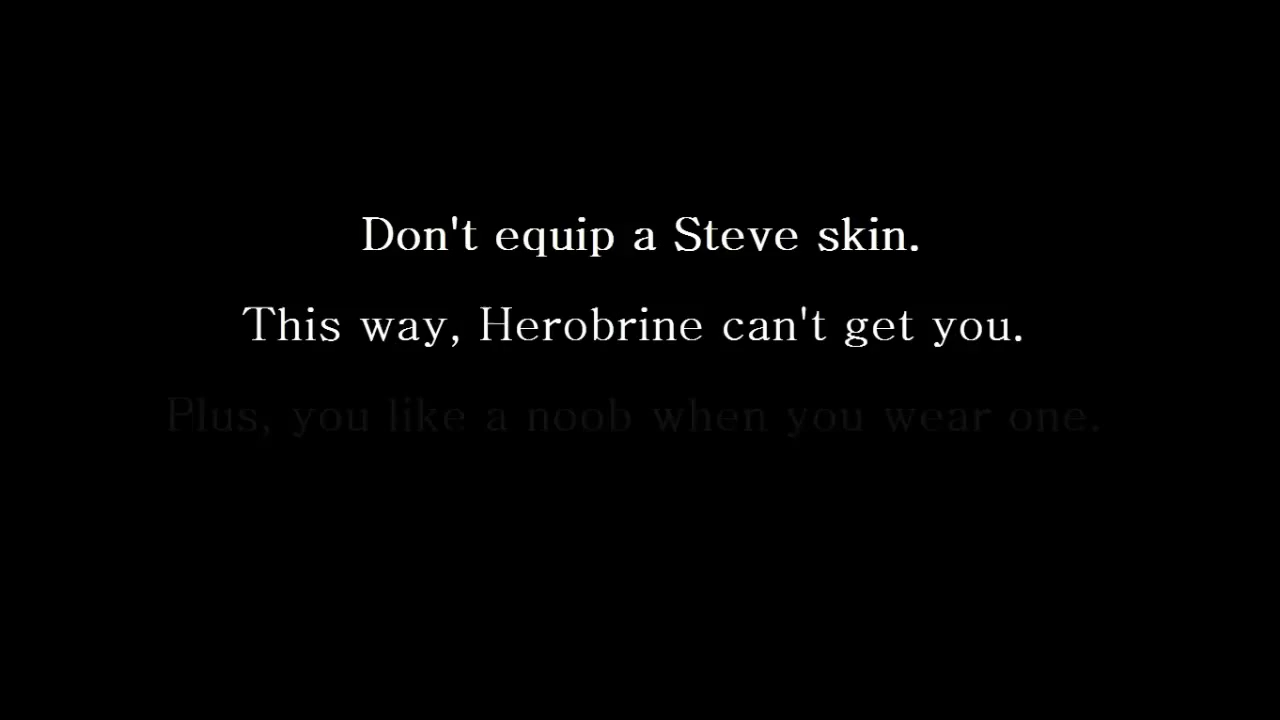 Don't equip a Steve skin.
This way, Herobrine can't get you.
Plus, you like a noob when you wear one.